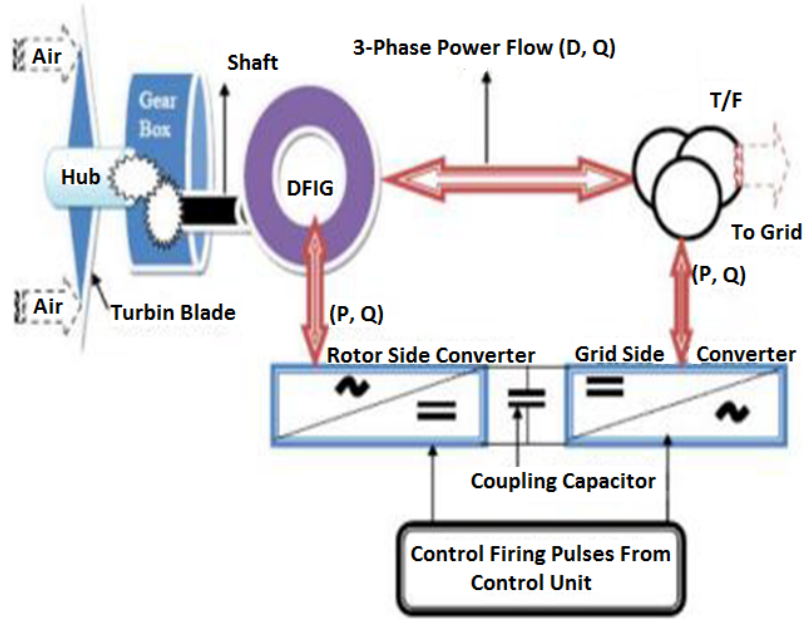 3-Phase Power Flow (D, Q)
Air
Shaft
T/F
Gear
Box
Hub
DFIG
To Grid
Air
Turbin Blade
(P, Q)
(P, Q)
Rotor Side Converter
Grid Side Converter
Coupling Capacitor
Control Firing Pulses From
Control Unit